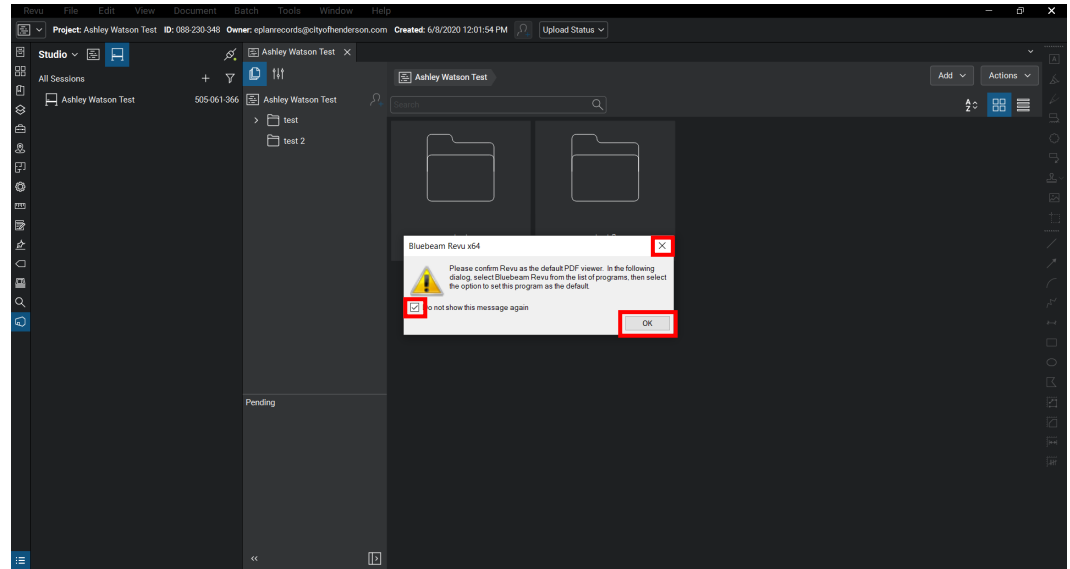 Revu File Edit View Document Batch Tools Window Help
Project: Ashley Watson Test ID: 088-230-348 Owner: eplanrecords@cityofhenderson.com Created: 6/8/2020 12:01:54 PM Upload Status
Studio
Ashley Watson Test
All Sessions
Ashley Watson Test
Add
Actions
Ashley Watson Test 505-061-366
Ashley Watson Test
Search
test
test 2
Bluebeam Revu x64
Please confirm Revu as the default PDF viewer. In the following
dialog, select Bluebeam Revu from the list of programs, then select
the option to set this program as the default.
Do not show this message again
OK
Pending